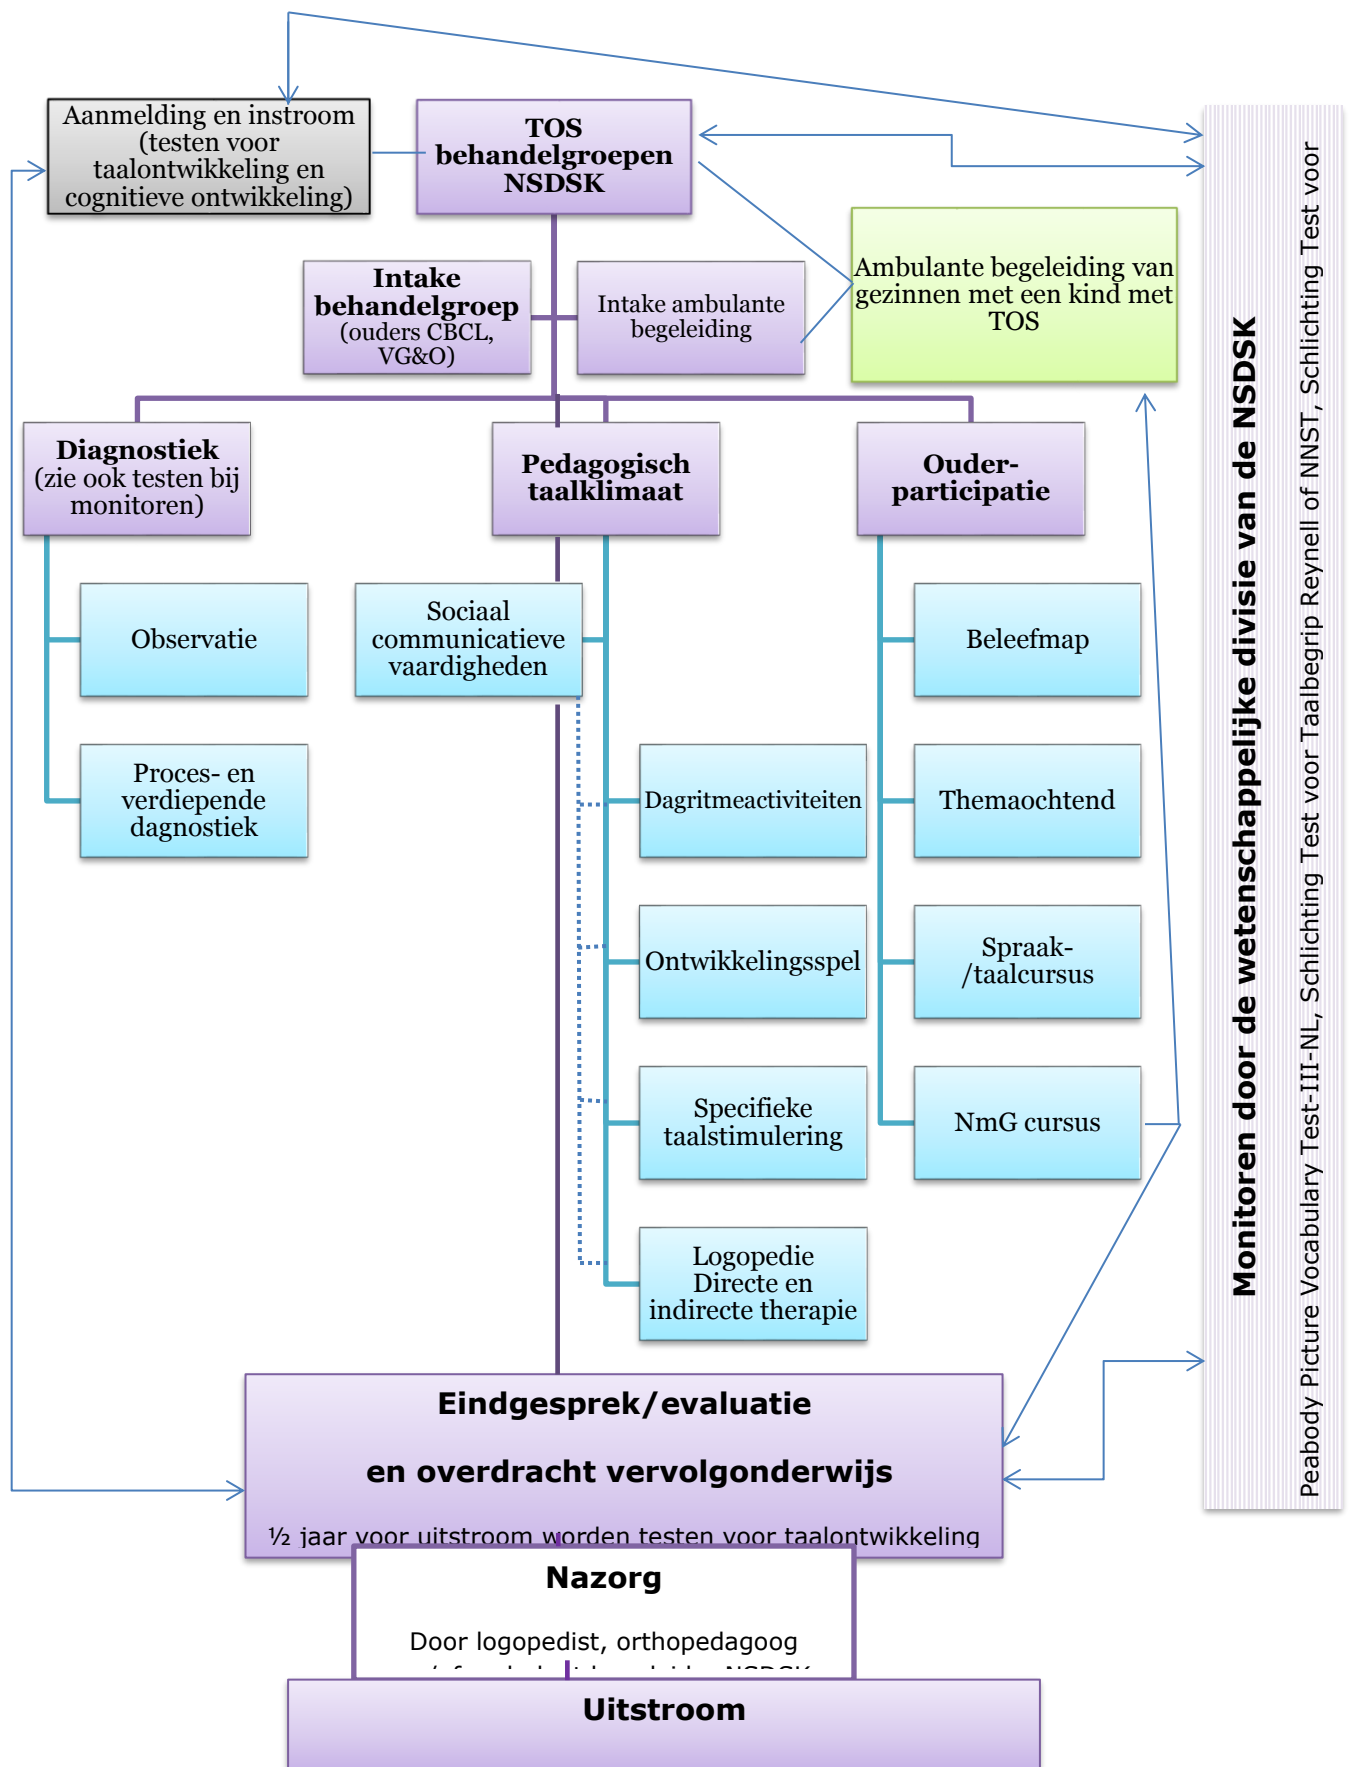 Aanmelding en instroom
(testen voor
taalontwikkeling en
cognitieve ontwikkeling)
TOS
behandelgroepen
NSDSK
Intake
behandelgroep
(ouders CBCL,
VG&O)
Intake ambulante
begeleiding
Ambulante begeleiding van
gezinnen met een kind met
TOS
Diagnostiek
(zie ook testen bij
monitoren)
Pedagogisch
taalklimaat
Ouder-
participatie
Observatie
Proces- en
verdiepende
dagnostiek
Sociaal
communicatieve
vaardigheden
Dagritmeactiviteiten
Ontwikkelingsspel
Specifieke
taalstimulering
Logopedie
Directe en
indirecte therapie
Beleefmap
Themaochtend
Spraak-
/taalcursus
NmG cursus
Monitoren door de wetenschappelijke divisie van de NSDSK
Peabody Picture Vocabulary Test-III-NL, Schlichting Test voor Taalbegrip Reynell of NNST, Schlichting Test voor
Eindgesprek/evaluatie
en overdracht vervolgonderwijs
½ jaar voor uitstroom worden testen voor taalontwikkeling
Nazorg
Door logopedist, orthopedagoog
Uitstroom